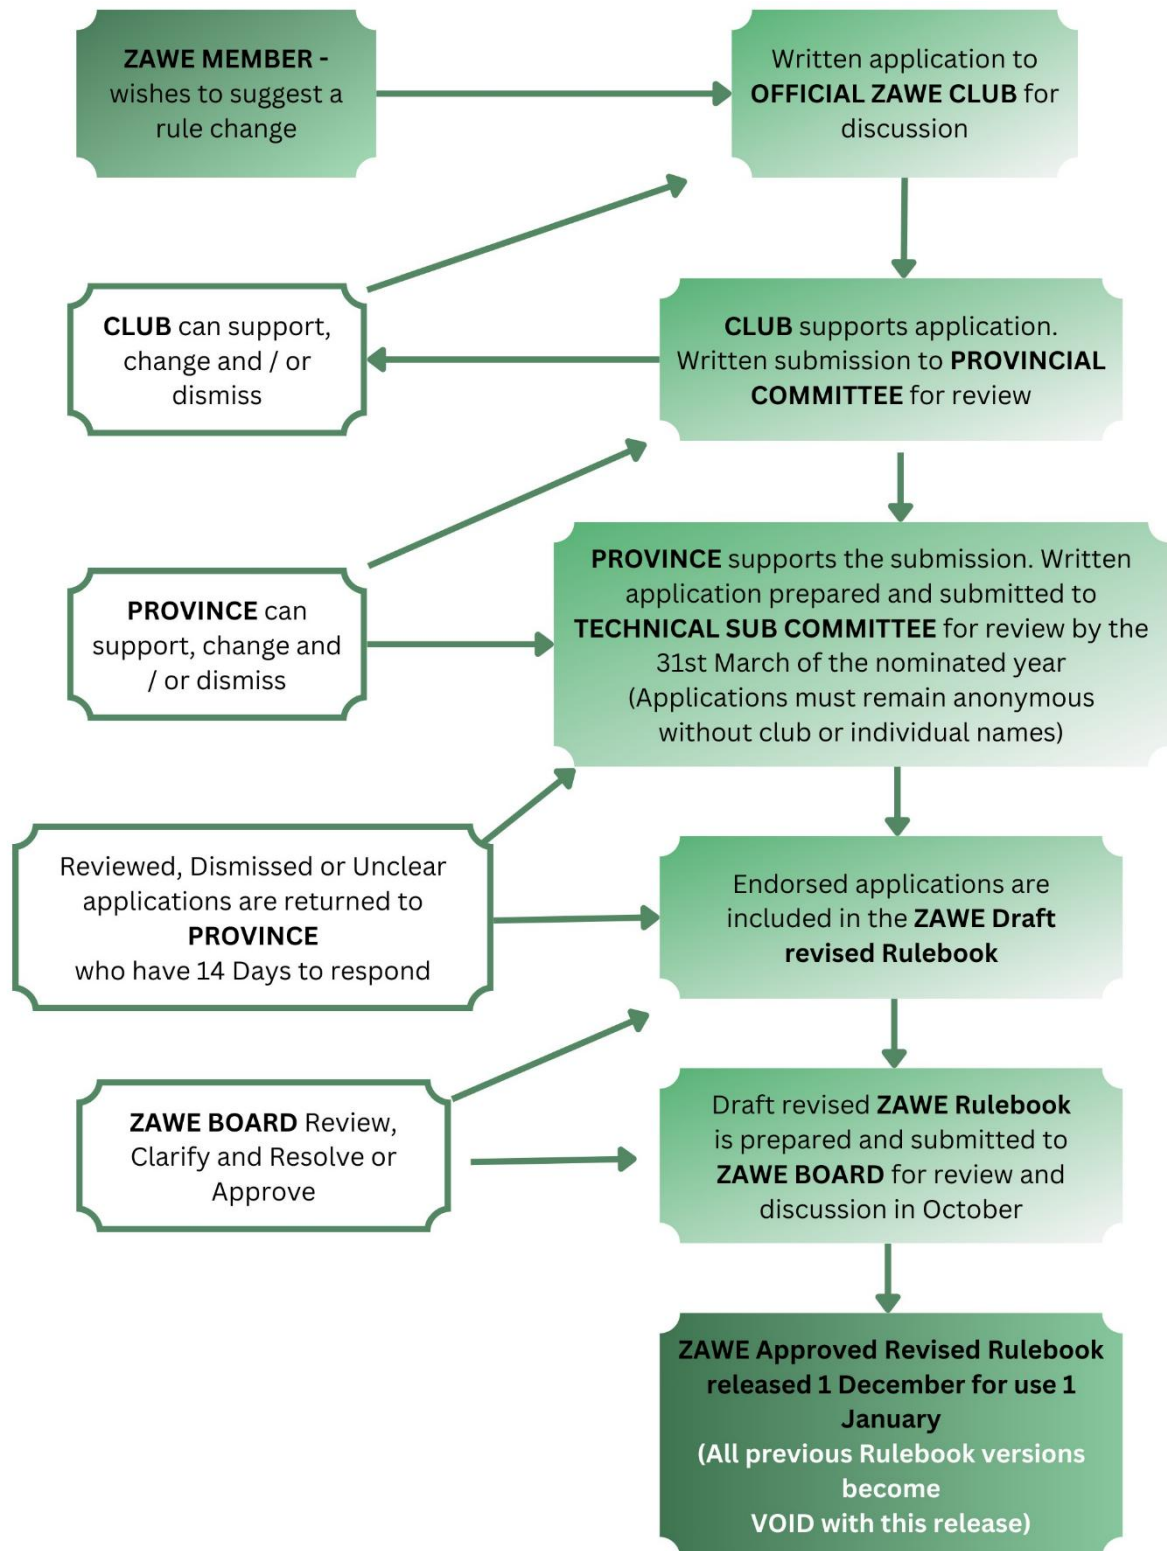 ZAWE MEMBER -
wishes to suggest a
rule change
Written application to
OFFICIAL ZAWE CLUB for
discussion
CLUB can support,
change and / or
dismiss
CLUB supports application.
Written submission to PROVINCIAL
COMMITTEE for review
PROVINCE can
support, change and
/ or dismiss
PROVINCE supports the submission. Written
application prepared and submitted to
TECHNICAL SUB COMMITTEE for review by the
31st March of the nominated year
(Applications must remain anonymous
without club or individual names)
Reviewed, Dismissed or Unclear
applications are returned to
PROVINCE
who have 14 Days to respond
Endorsed applications are
included in the ZAWE Draft
revised Rulebook
ZAWE BOARD Review,
Clarify and Resolve or
Approve
Draft revised ZAWE Rulebook
is prepared and submitted to
ZAWE BOARD for review and
discussion in October
ZAWE Approved Revised Rulebook
released 1 December for use 1
January
(All previous Rulebook versions
become
VOID with this release)